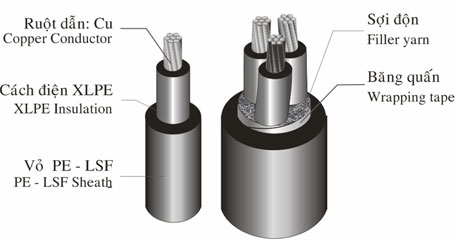 Ruột dẫn: Cu
Copper Conductor
Cách điện XLPE
XLPE Insulation
Vỏ PE - LSF
PE - LSF Sheath
Sợi độn
Filler yarn
Băng quấn
Wrapping tape